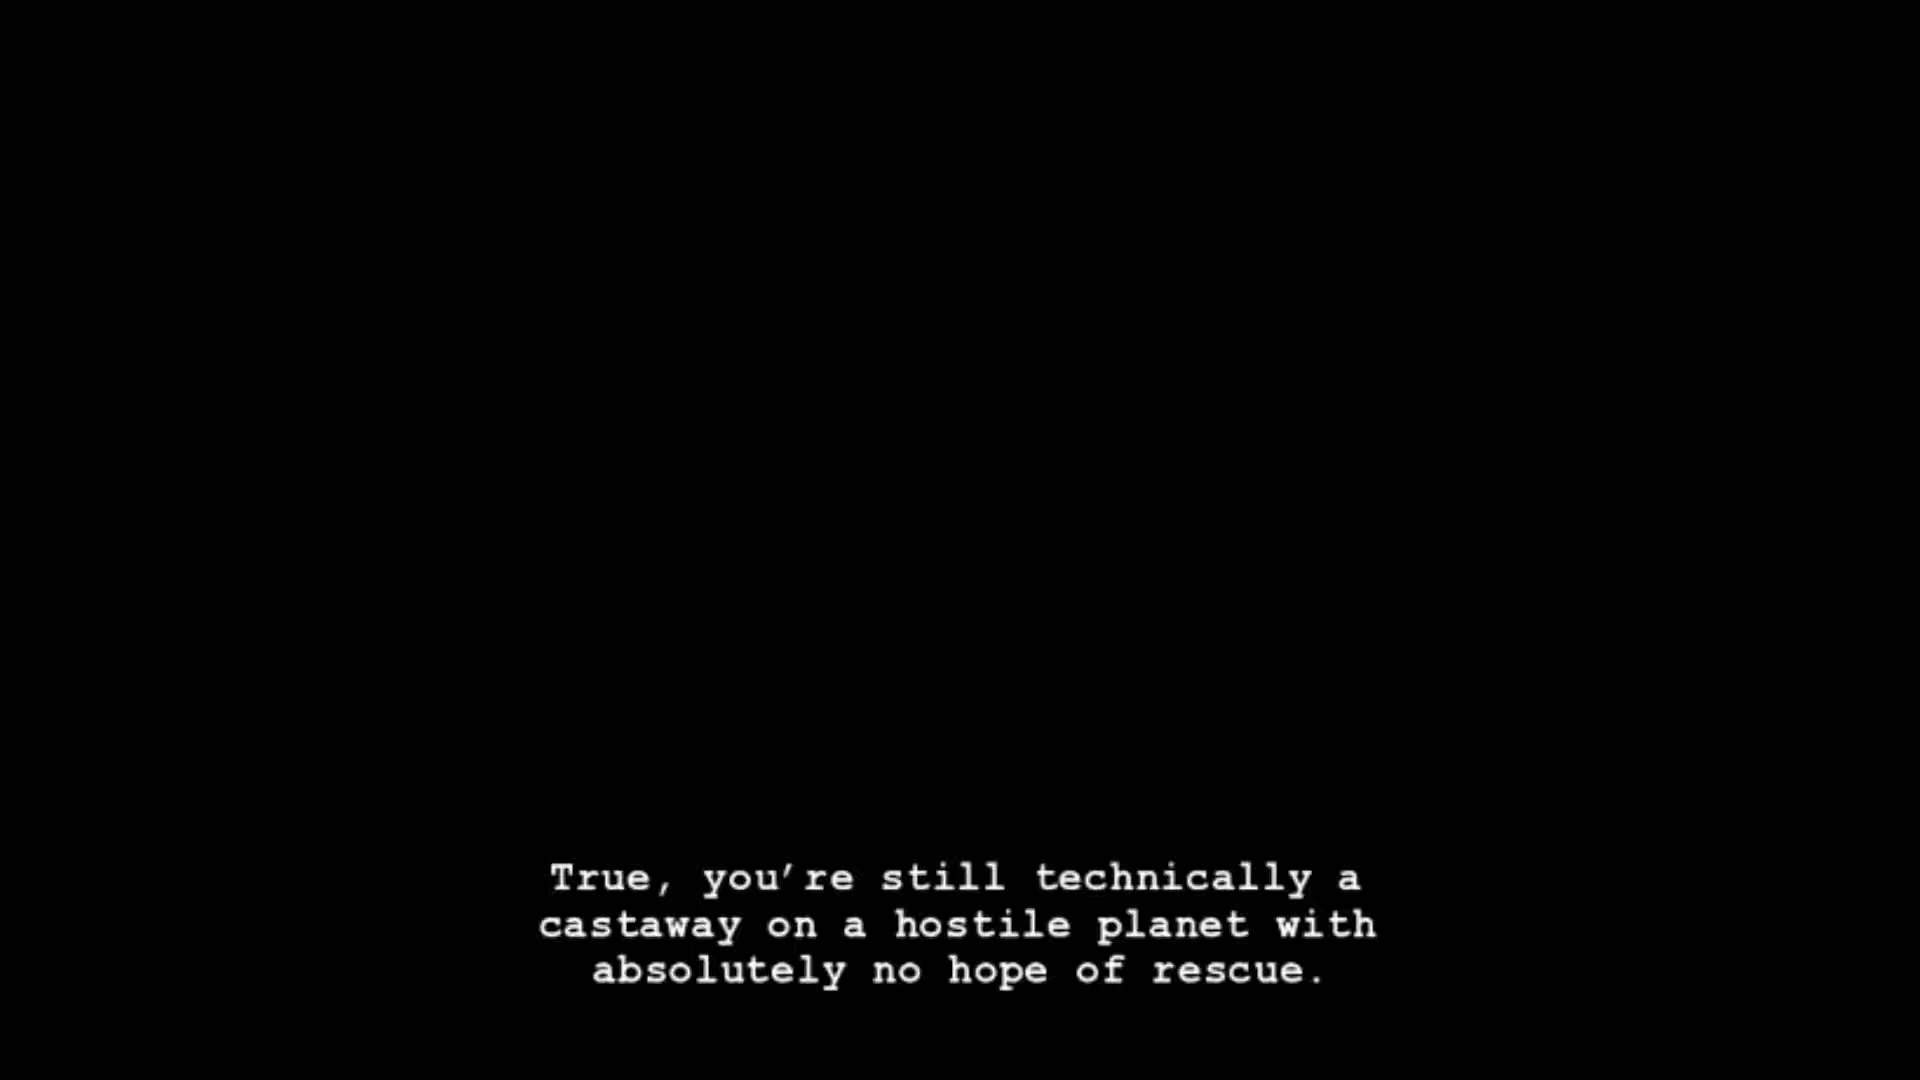 True, you’re still technically a
castaway on a hostile planet with
absolutely no hope of rescue.